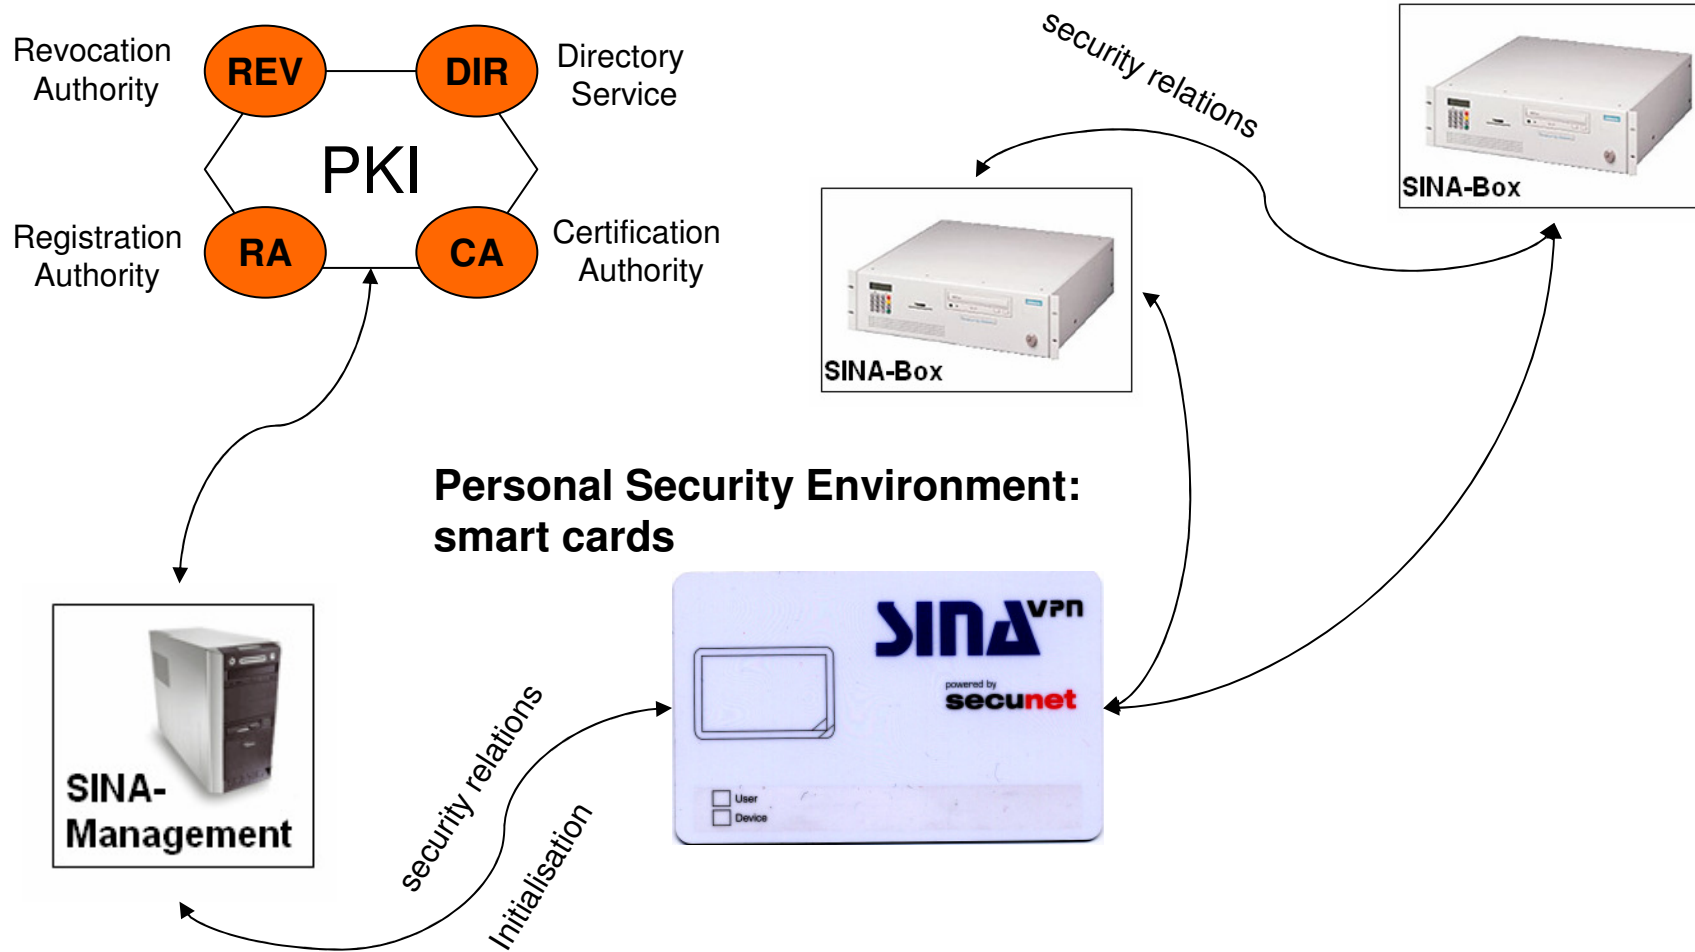 Revocation
Authority
REV
DIR
Directory
Service
PKI
Registration
Authority
RA
CA
Certification
Authority
security relations
SINA-Box
SINA-Box
Personal Security Environment:
smart cards
SINA VPN
powered by
secunet
User
Device
SINA-
Management
security relations
Initialisation